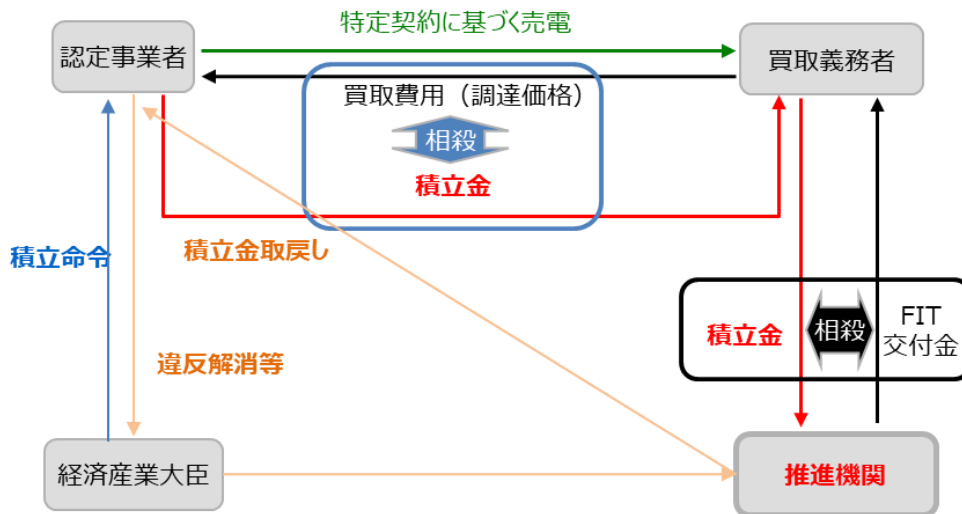 特定契約に基づく売電
認定事業者
買取義務者
買取費用（調達価格）
相殺
積立金
積立命令
積立金取戻し
積立金
相殺
FIT
交付金
違反解消等
経済産業大臣
推進機関